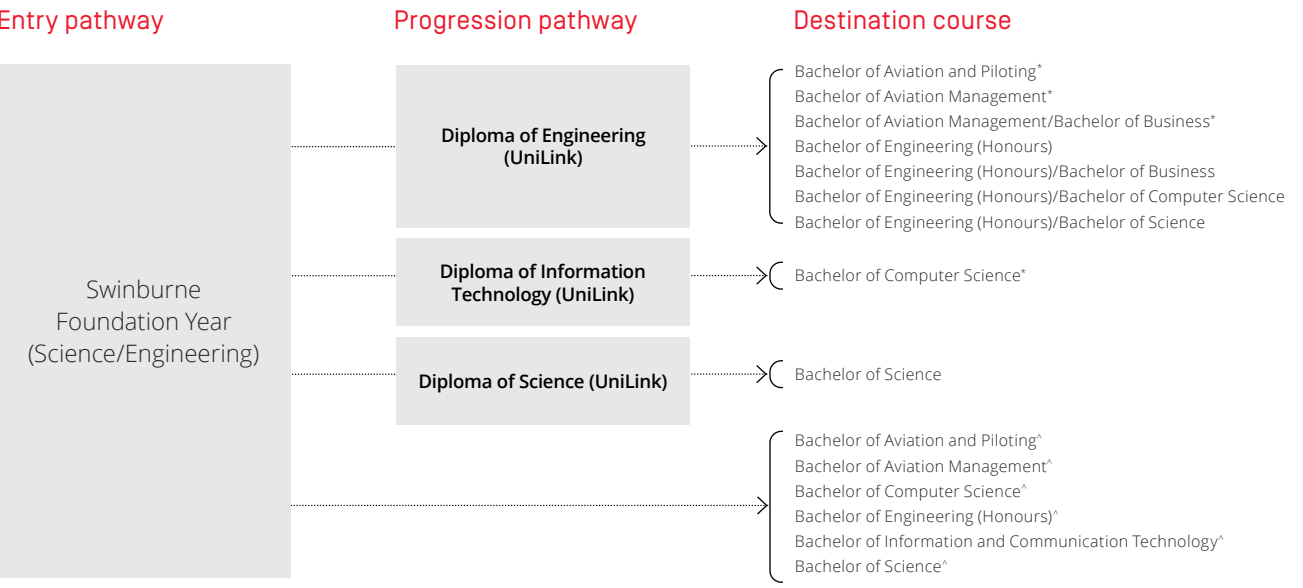 Entry pathway
Progression pathway
Destination course
Swinburne
Foundation Year
(Science/Engineering)
Diploma of Engineering
(UniLink)
Bachelor of Aviation and Piloting*
Bachelor of Aviation Management*
Bachelor of Aviation Management/Bachelor of Business*
Bachelor of Engineering (Honours)
Bachelor of Engineering (Honours)/Bachelor of Business
Bachelor of Engineering (Honours)/Bachelor of Computer Science
Bachelor of Engineering (Honours)/Bachelor of Science
Diploma of Information
Technology (UniLink)
Bachelor of Computer Science*
Diploma of Science (UniLink)
Bachelor of Science
Bachelor of Aviation and Piloting^
Bachelor of Aviation Management^
Bachelor of Computer Science^
Bachelor of Engineering (Honours)^
Bachelor of Information and Communication Technology^
Bachelor of Science^